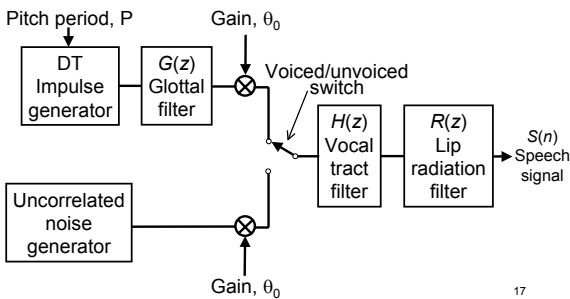 Pitch period, P
Gain, θ0
DT
Impulse
generator
G(z)
Glottal
filter
Voiced/unvoiced
switch
H(z)
Vocal
tract
filter
R(z)
Lip
radiation
filter
S(n)
Speech
signal
Uncorrelated
noise
generator
Gain, θ0
17